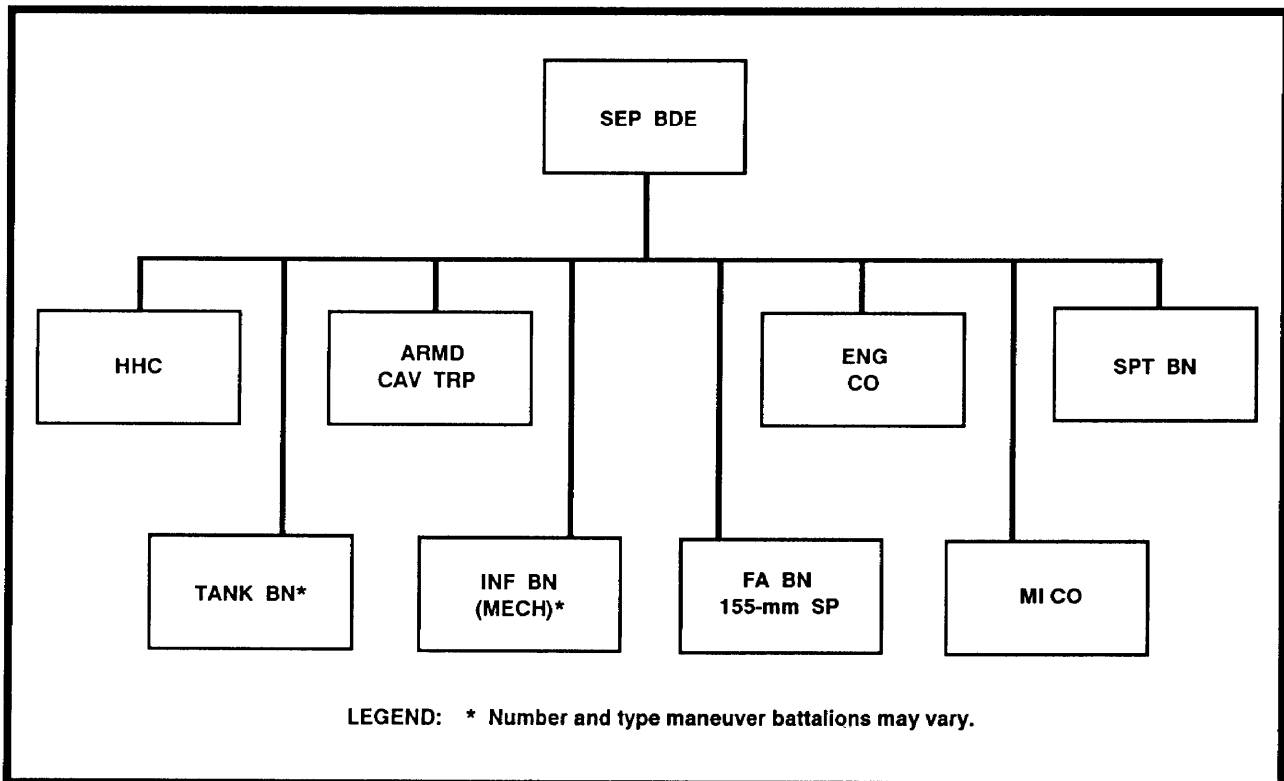 SEP BDE
HHC
ARMD
CAV TRP
ENG
CO
SPT BN
TANK BN*
INF BN
(MECH)*
FA BN
155-mm SP
MI CO
LEGEND: * Number and type maneuver battalions may vary.